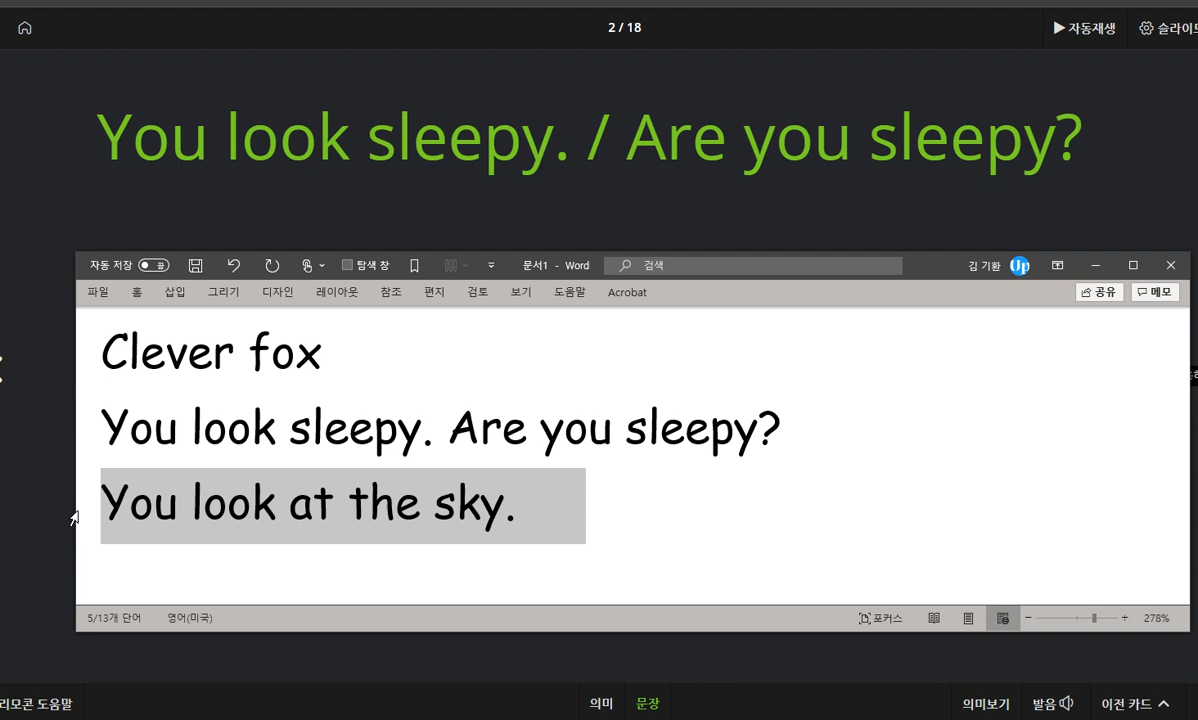 2 / 18
자동재생
You look sleepy. / Are you sleepy?
자동 저장 끔 탐색 창 문서1 - Word 검색 김 기환 Up
파일 홈 삽입 그리기 디자인 레이아웃 참조 편지 검토 보기 도움말 Acrobat 공유 메모
Clever fox
You look sleepy. Are you sleepy?
You look at the sky.
5/13개 단어 영어(미국) 포커스 278%
리모콘 도움말 의미 문장 의미보기 발음 이전 카드